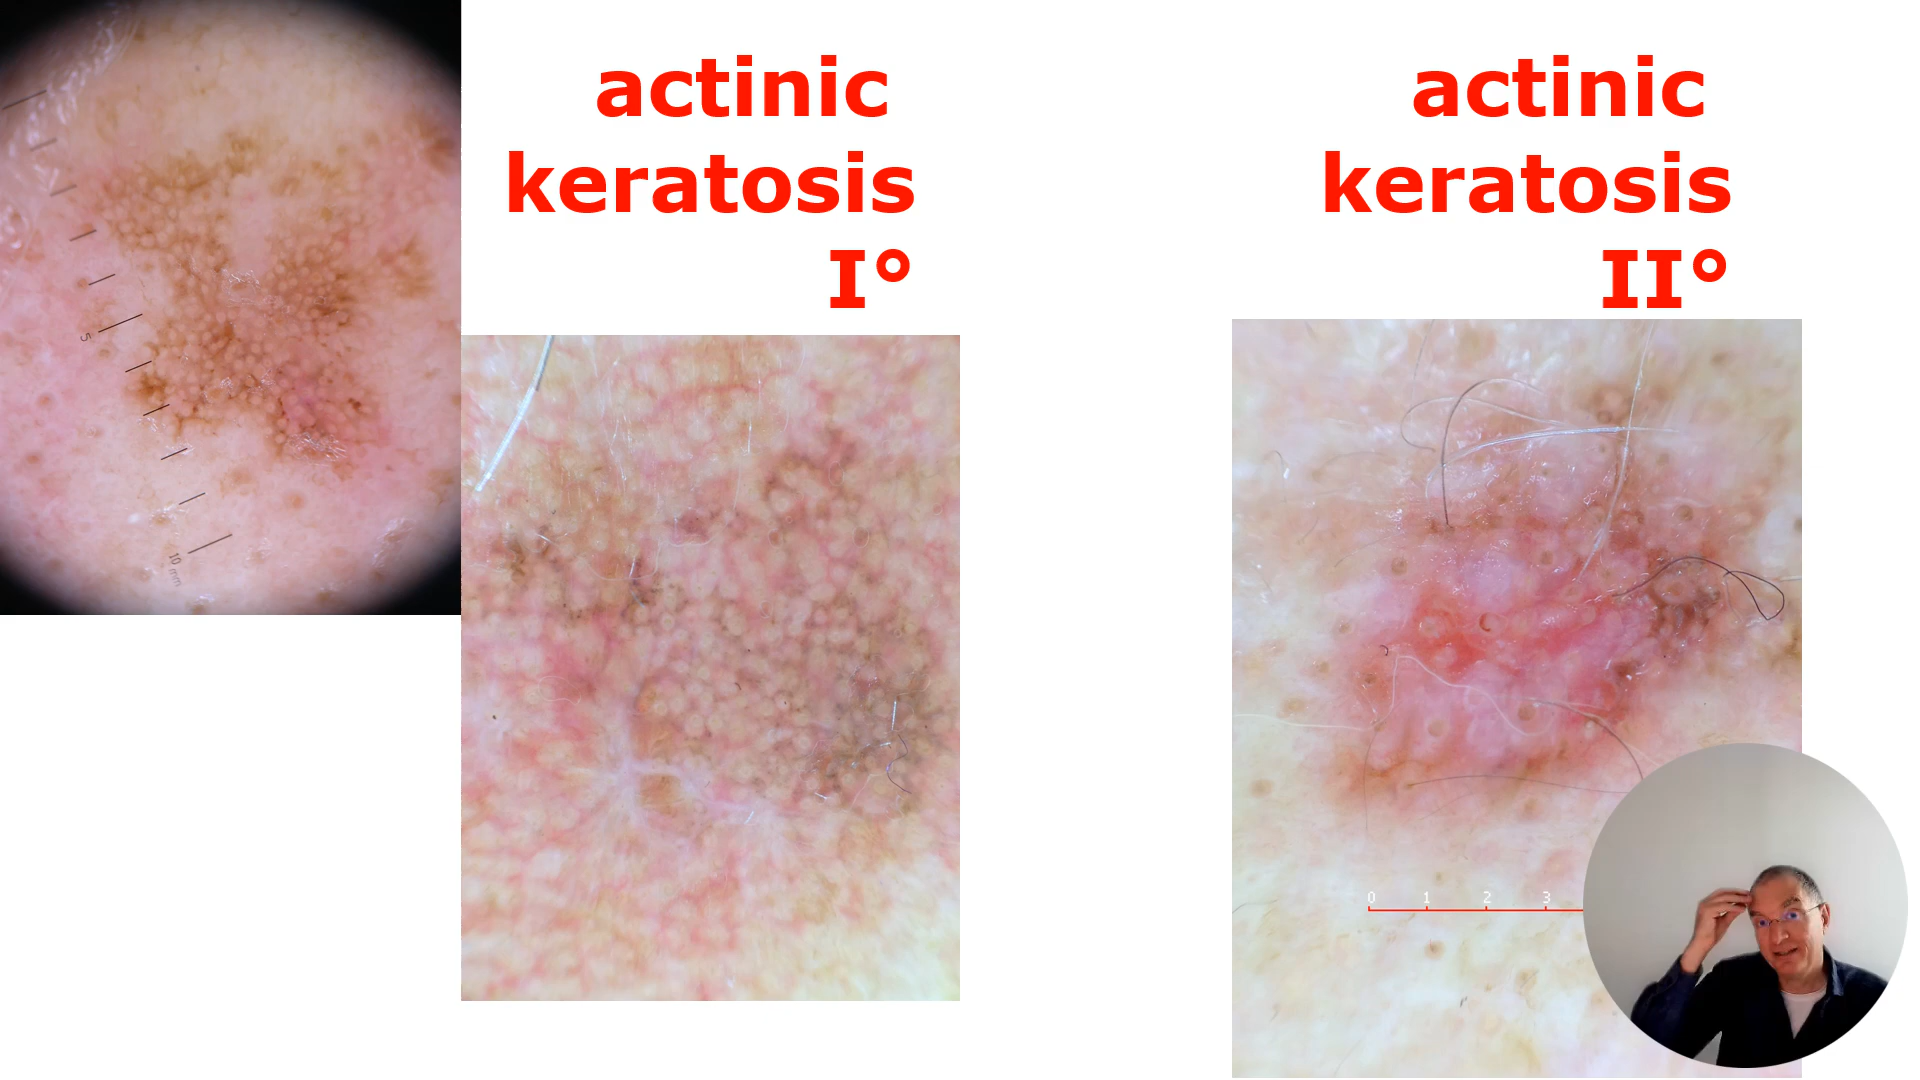 actinic
keratosis
I°
actinic
keratosis
II°
5
10 mm
0 1 2 3